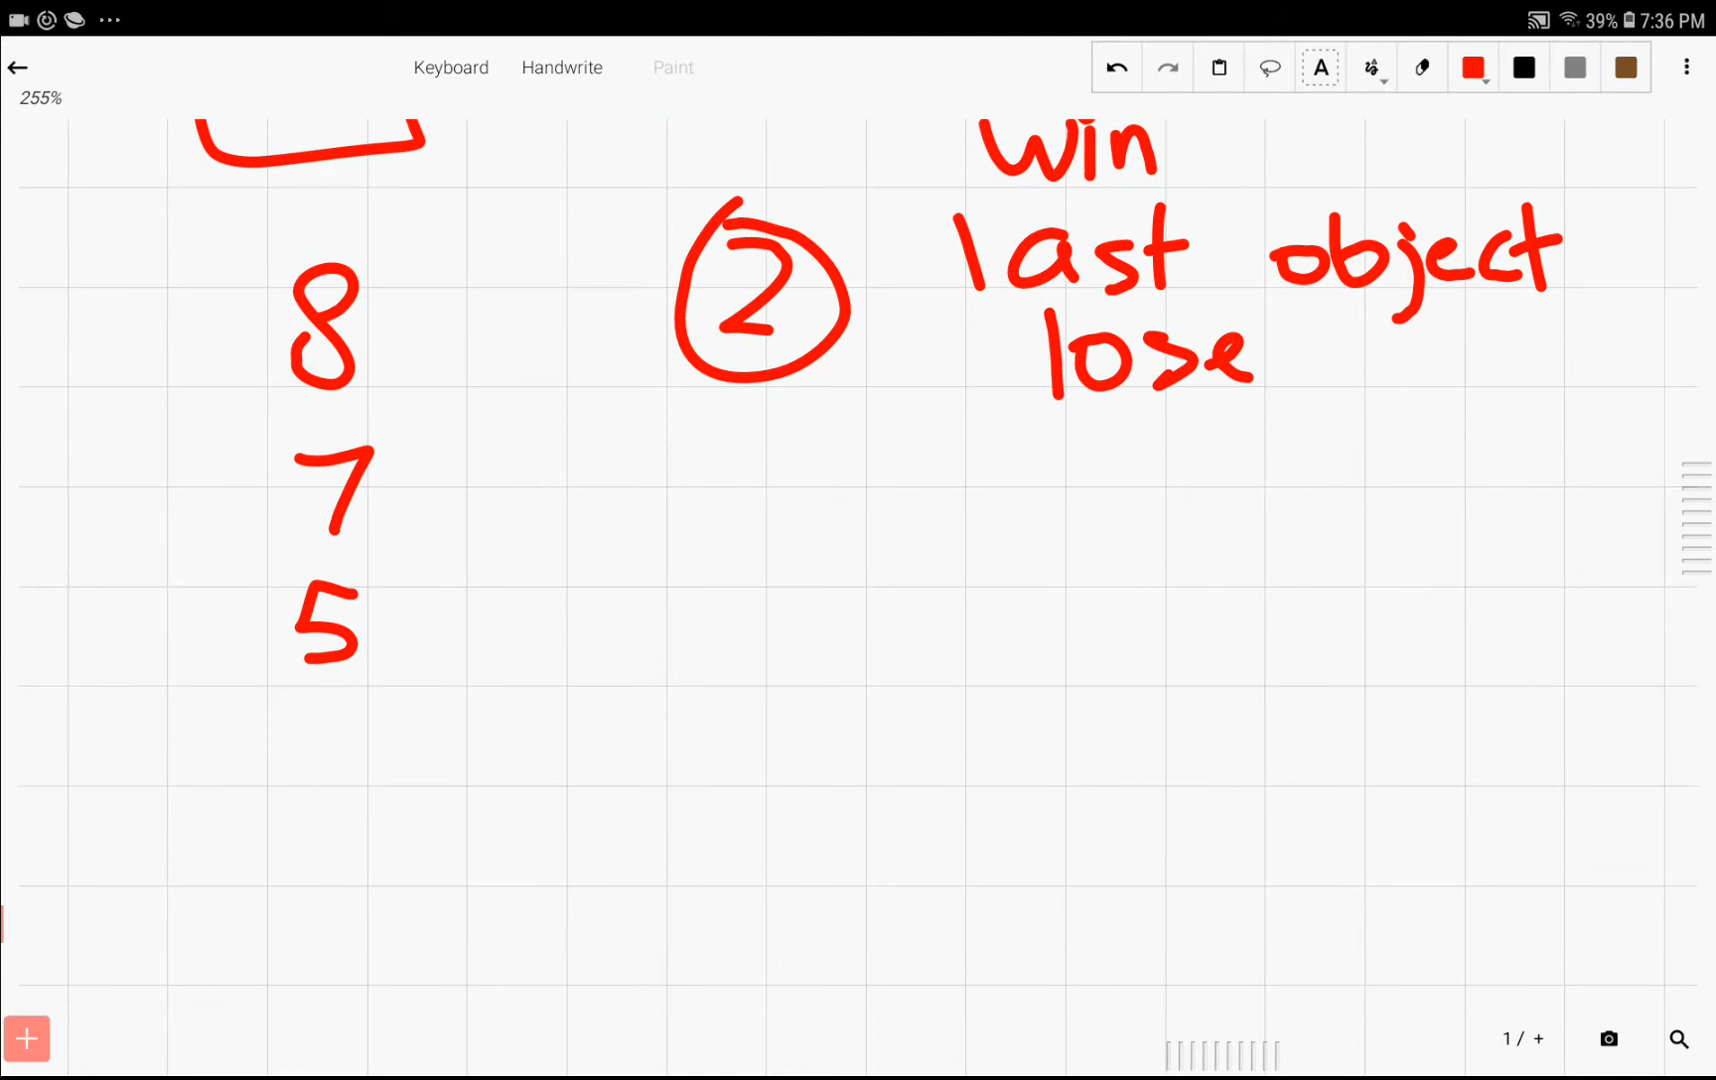 39% 7:36 PM
Keyboard Handwrite Paint
A
255%
win
2 last object
lose
8
7
5
1 / +